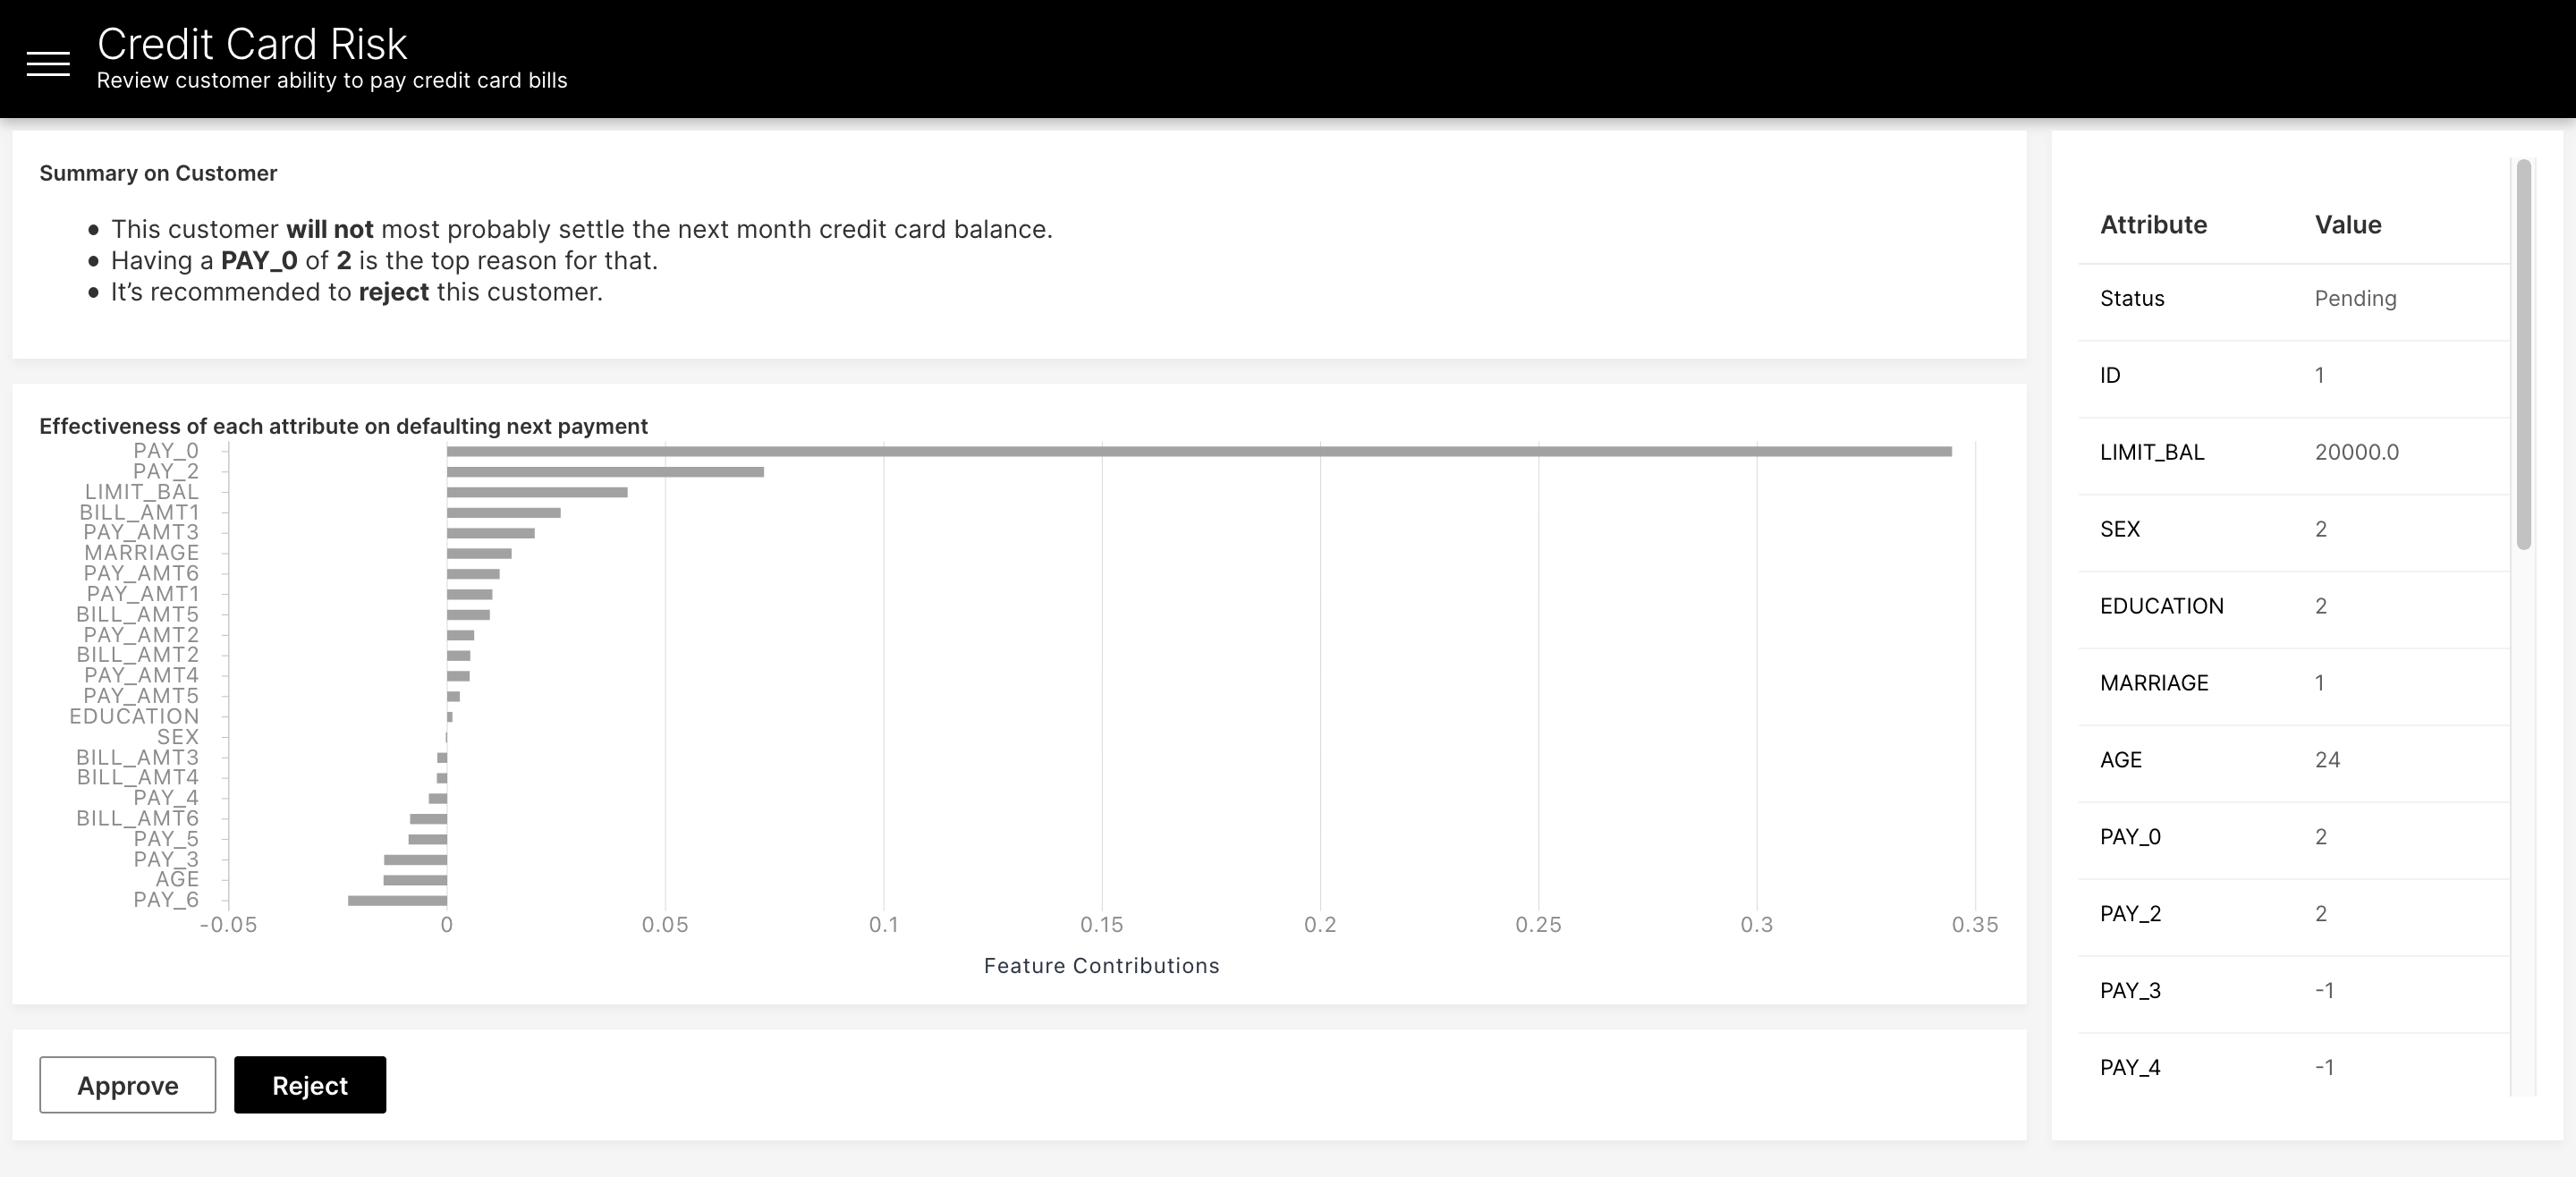 Credit Card Risk
Review customer ability to pay credit card bills
Summary on Customer
This customer will not most probably settle the next month credit card balance.
Having a PAY_0 of 2 is the top reason for that.
It’s recommended to reject this customer.
Effectiveness of each attribute on defaulting next payment
PAY_0
PAY_2
LIMIT_BAL
BILL_AMT1
PAY_AMT3
MARRIAGE
PAY_AMT6
PAY_AMT1
BILL_AMT5
PAY_AMT2
BILL_AMT2
PAY_AMT4
PAY_AMT5
EDUCATION
SEX
BILL_AMT3
BILL_AMT4
PAY_4
BILL_AMT6
PAY_5
PAY_3
AGE
PAY_6
-0.05 0 0.05 0.1 0.15 0.2 0.25 0.3 0.35
Feature Contributions
Approve Reject
Attribute Value
Status Pending
ID 1
LIMIT_BAL 20000.0
SEX 2
EDUCATION 2
MARRIAGE 1
AGE 24
PAY_0 2
PAY_2 2
PAY_3 -1
PAY_4 -1